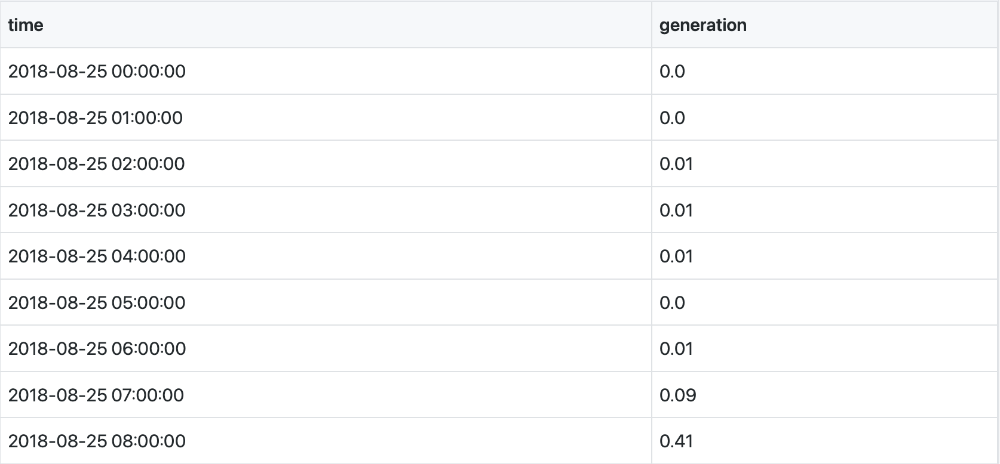 time generation
2018-08-25 00:00:00 0.0
2018-08-25 01:00:00 0.0
2018-08-25 02:00:00 0.01
2018-08-25 03:00:00 0.01
2018-08-25 04:00:00 0.01
2018-08-25 05:00:00 0.0
2018-08-25 06:00:00 0.01
2018-08-25 07:00:00 0.09
2018-08-25 08:00:00 0.41